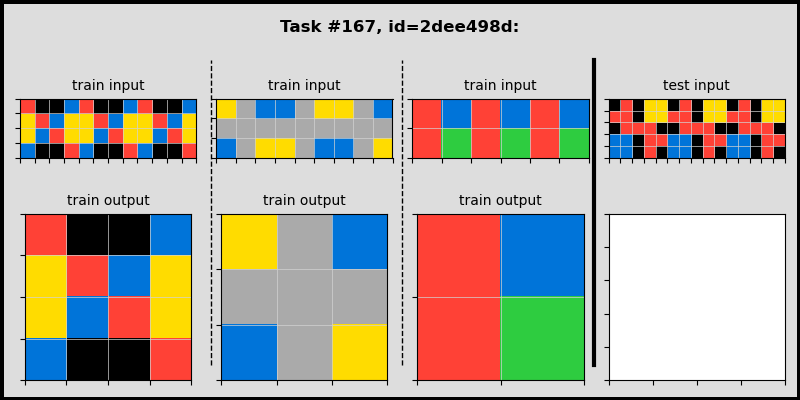 Task #167, id=2dee498d:
train input
train input
train input
test input
train output
train output
train output